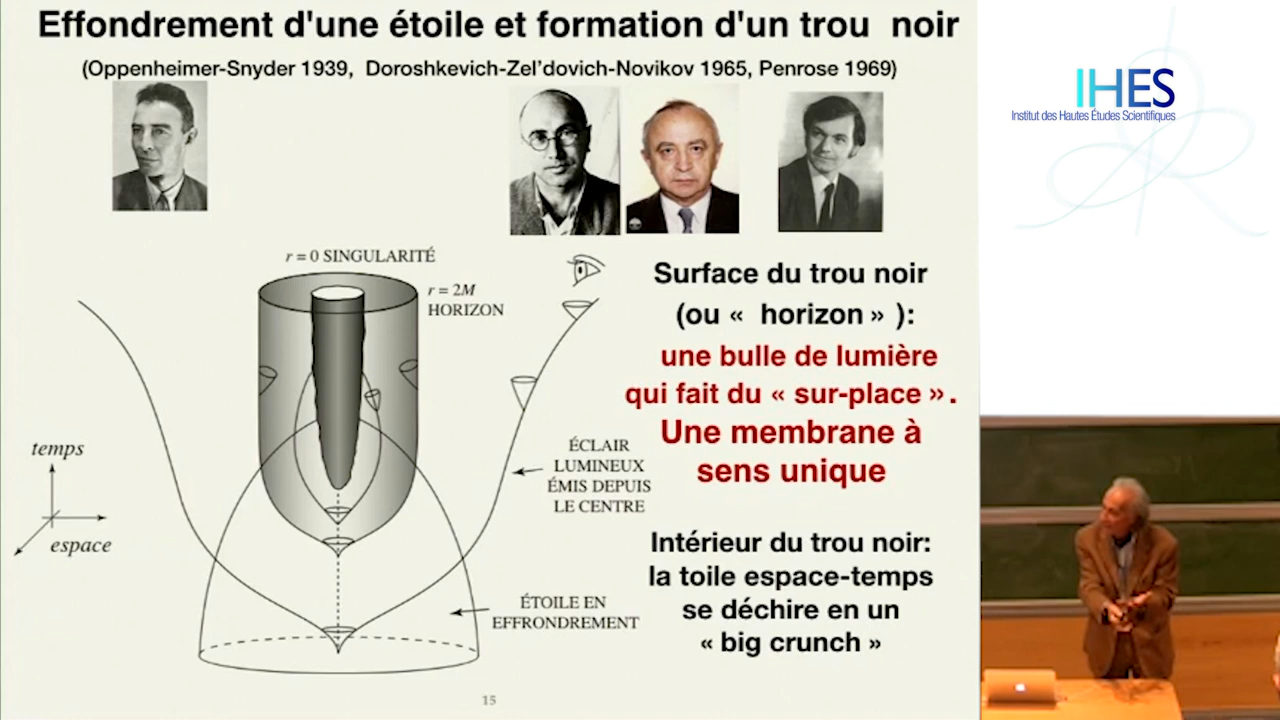 Effondrement d'une étoile et formation d'un trou noir
(Oppenheimer-Snyder 1939, Doroshkevich-Zel'dovich-Novikov 1965, Penrose 1969)
IHES
Institut des Hautes Études Scientifiques
r = 0 SINGULARITÉ
r = 2M
HORIZON
Surface du trou noir
(ou « horizon » ):
une bulle de lumière
qui fait du « sur-place ».
Une membrane à
sens unique
temps
espace
ÉCLAIR
LUMINEUX
ÉMIS DEPUIS
LE CENTRE
Intérieur du trou noir:
la toile espace-temps
se déchire en un
« big crunch »
ÉTOILE EN
EFFRONDREMENT
15